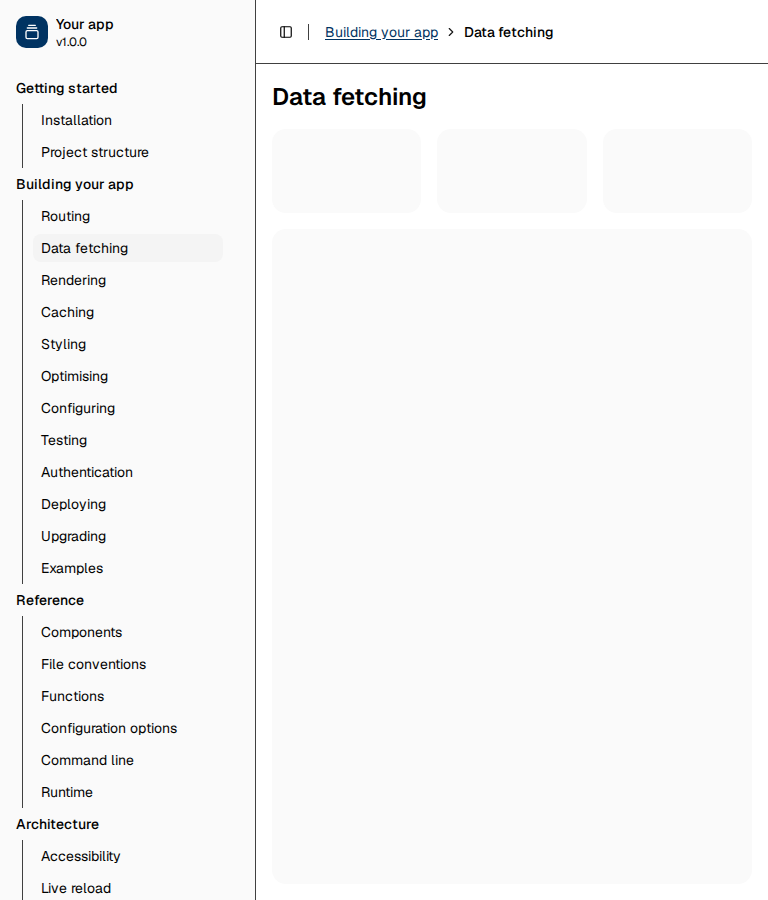 Your app
v1.0.0
Getting started
Installation
Project structure
Building your app
Routing
Data fetching
Rendering
Caching
Styling
Optimising
Configuring
Testing
Authentication
Deploying
Upgrading
Examples
Reference
Components
File conventions
Functions
Configuration options
Command line
Runtime
Architecture
Accessibility
Live reload
Building your app > Data fetching
Data fetching